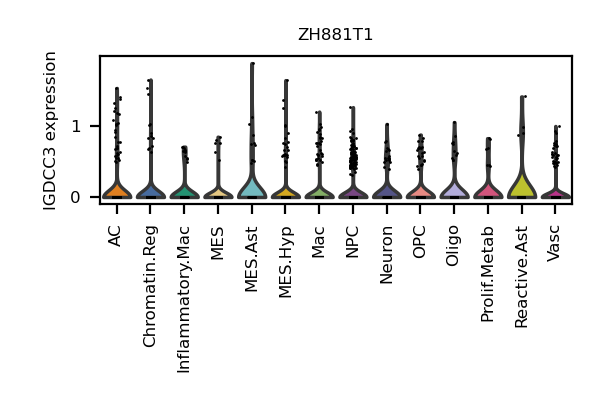 ZH881T1
IGDCC3 expression
1
0
AC
Chromatin.Reg
Inflammatory.Mac
MES
MES.Ast
MES.Hyp
Mac
NPC
Neuron
OPC
Oligo
Prolif.Metab
Reactive.Ast
Vasc